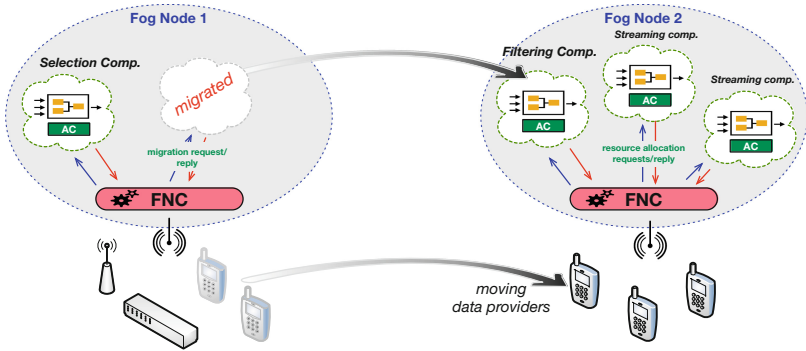 Fog Node 1
Selection Comp.
AC
migrated
migration request/
reply
FNC
Fog Node 2
Filtering Comp.
AC
Streaming comp.
AC
Streaming comp.
AC
resource allocation
requests/reply
FNC
moving
data providers